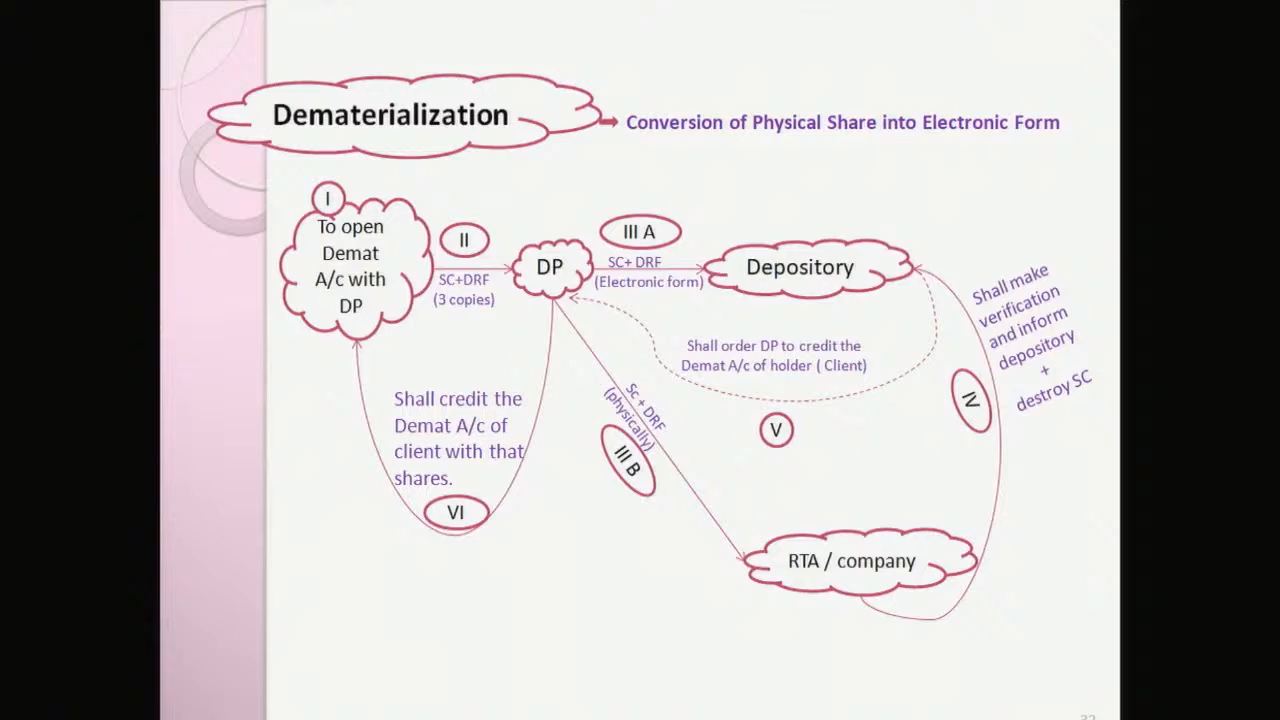 Dematerialization
Conversion of Physical Share into Electronic Form
I
To open
Demat
A/c with
DP
II
SC+DRF
(3 copies)
DP
III A
SC+ DRF
(Electronic form)
Depository
Shall make
verification
and inform
depository
+
destroy SC
IV
Shall order DP to credit the
Demat A/c of holder ( Client)
V
Sc + DRF
(physically)
III B
Shall credit the
Demat A/c of
client with that
shares.
VI
RTA / company